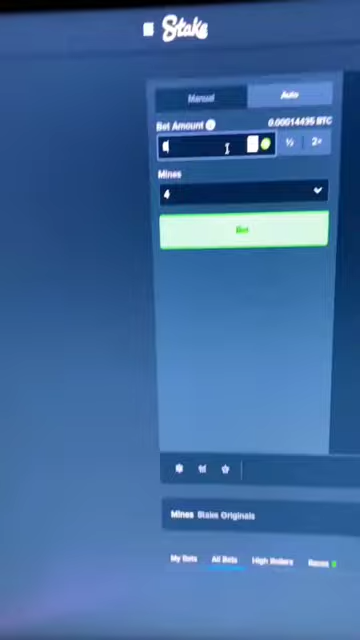 Stake
Manual Auto
Bet Amount 0.00014435 BTC
½ 2×
Mines
4
Bet
Mines Stake Originals
My Bets All Bets High Rollers Races